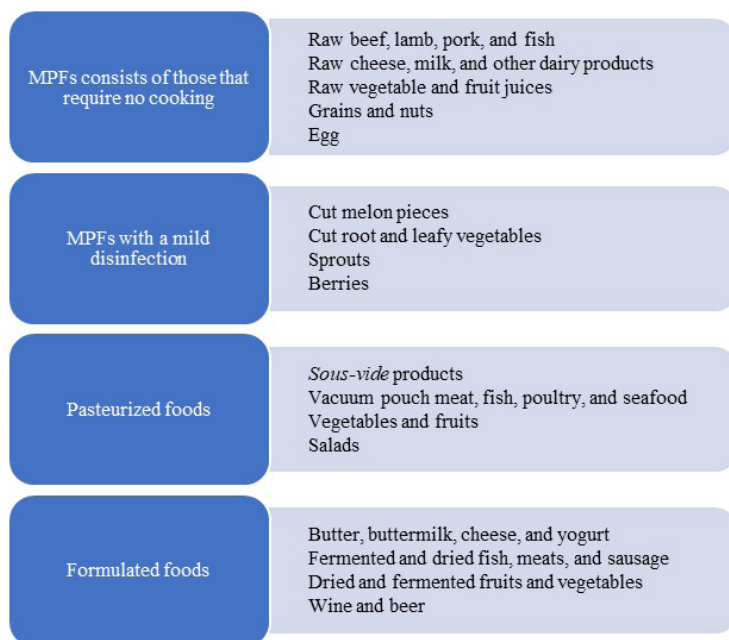 MPFs consists of those that
require no cooking
Raw beef, lamb, pork, and fish
Raw cheese, milk, and other dairy products
Raw vegetable and fruit juices
Grains and nuts
Egg
MPFs with a mild
disinfection
Cut melon pieces
Cut root and leafy vegetables
Sprouts
Berries
Pasteurized foods
Sous-vide products
Vacuum pouch meat, fish, poultry, and seafood
Vegetables and fruits
Salads
Formulated foods
Butter, buttermilk, cheese, and yogurt
Fermented and dried fish, meats, and sausage
Dried and fermented fruits and vegetables
Wine and beer